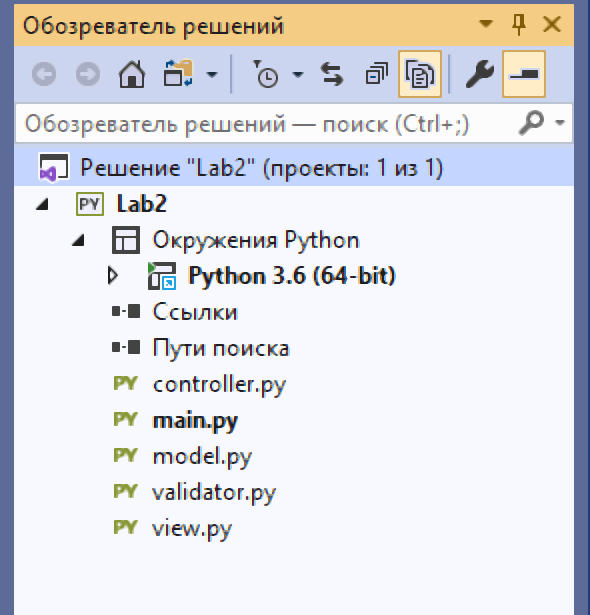 Обозреватель решений
Обозреватель решений — поиск (Ctrl+;)
Решение "Lab2" (проекты: 1 из 1)
PY Lab2
Окружения Python
Python 3.6 (64-bit)
Ссылки
Пути поиска
PY controller.py
PY main.py
PY model.py
PY validator.py
PY view.py